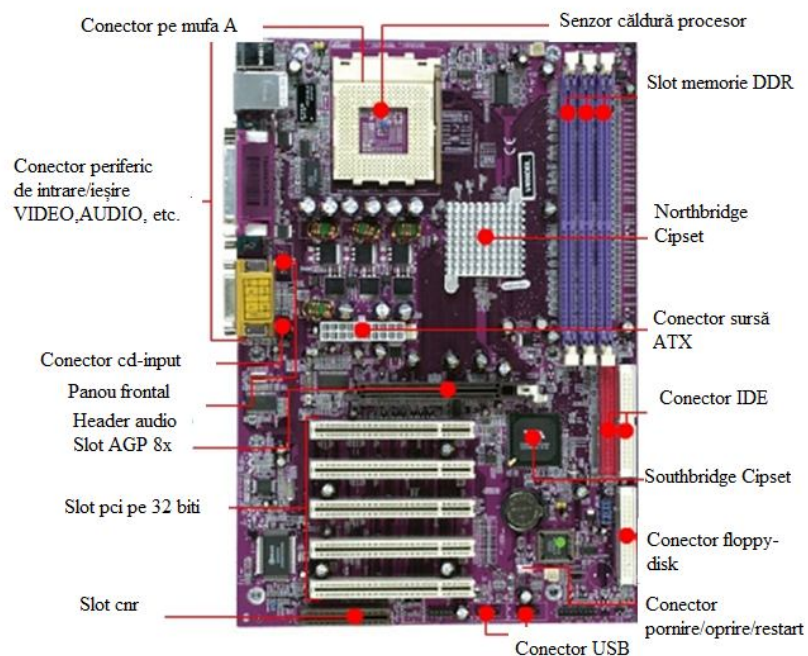 Conector pe mufa A
Senzor căldură procesor
Slot memorie DDR
Conector periferic
de intrare/ieșire
VIDEO,AUDIO, etc.
Northbridge
Cipset
Conector sursă
ATX
Conector cd-input
Panou frontal
Header audio
Slot AGP 8x
Conector IDE
Southbridge Cipset
Slot pci pe 32 biti
Conector floppy-
disk
Slot cnr
Conector
pornire/oprire/restart
Conector USB